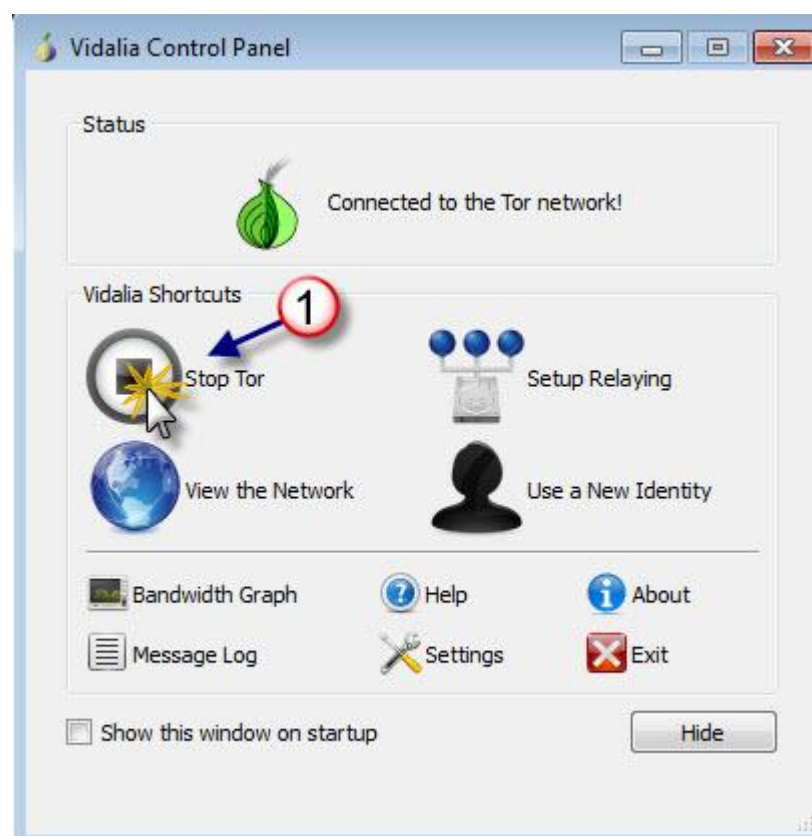 Vidalia Control Panel
Status
Connected to the Tor network!
Vidalia Shortcuts
1
Stop Tor
Setup Relaying
View the Network
Use a New Identity
Bandwidth Graph
Help
About
Message Log
Settings
Exit
Show this window on startup
Hide